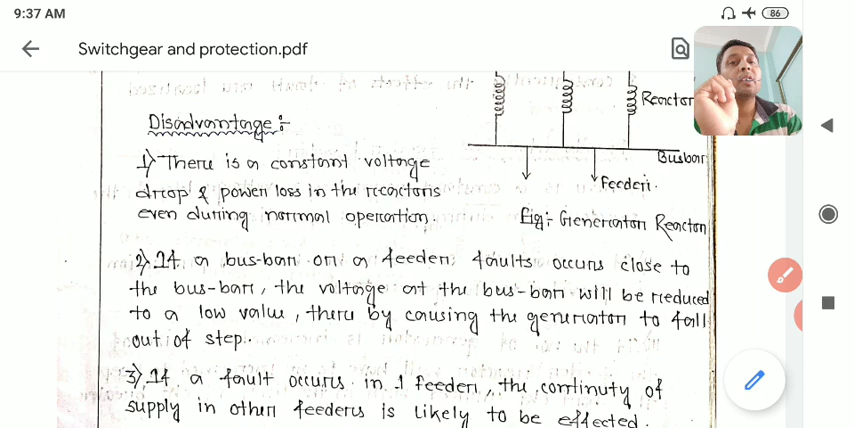 9:37 AM
86
Switchgear and protection.pdf
Disadvantage:-
Reactor
1) There is a constant voltage
drop & power loss in the reactors
even during normal operation.
Busbar
Feeder.
Fig:- Generator Reactor
2) If a bus-bar or a feeder faults occurs close to
the bus-bar, the voltage at the bus-bar will be reduced
to a low value, there by causing the generator to fall
out of step.
3) If a fault occurs in 1 feeder, the continuty of
supply in other feeders is likely to be effected.